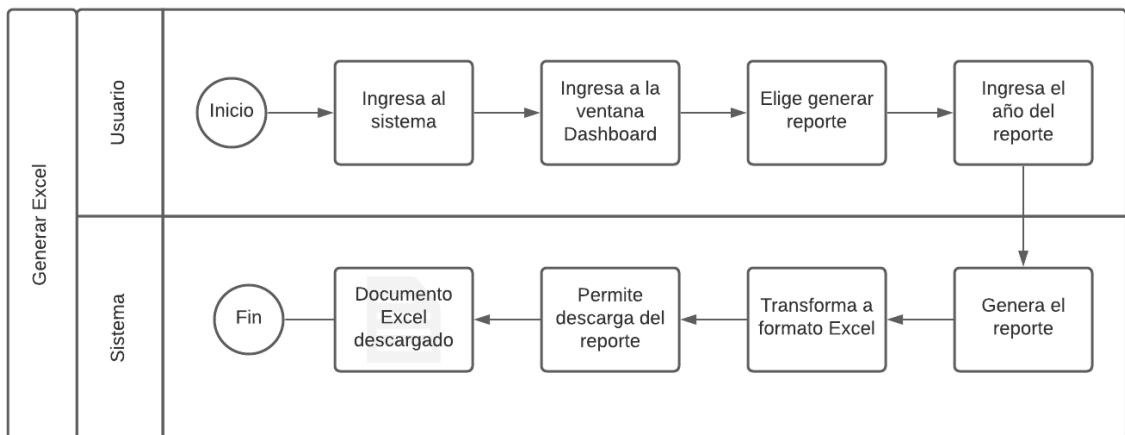 Generar Excel
Usuario
Inicio
Ingresa al
sistema
Ingresa a la
ventana
Dashboard
Elige generar
reporte
Ingresa el
año del
reporte
Sistema
Fin
Documento
Excel
descargado
Permite
descarga del
reporte
Transforma a
formato Excel
Genera el
reporte